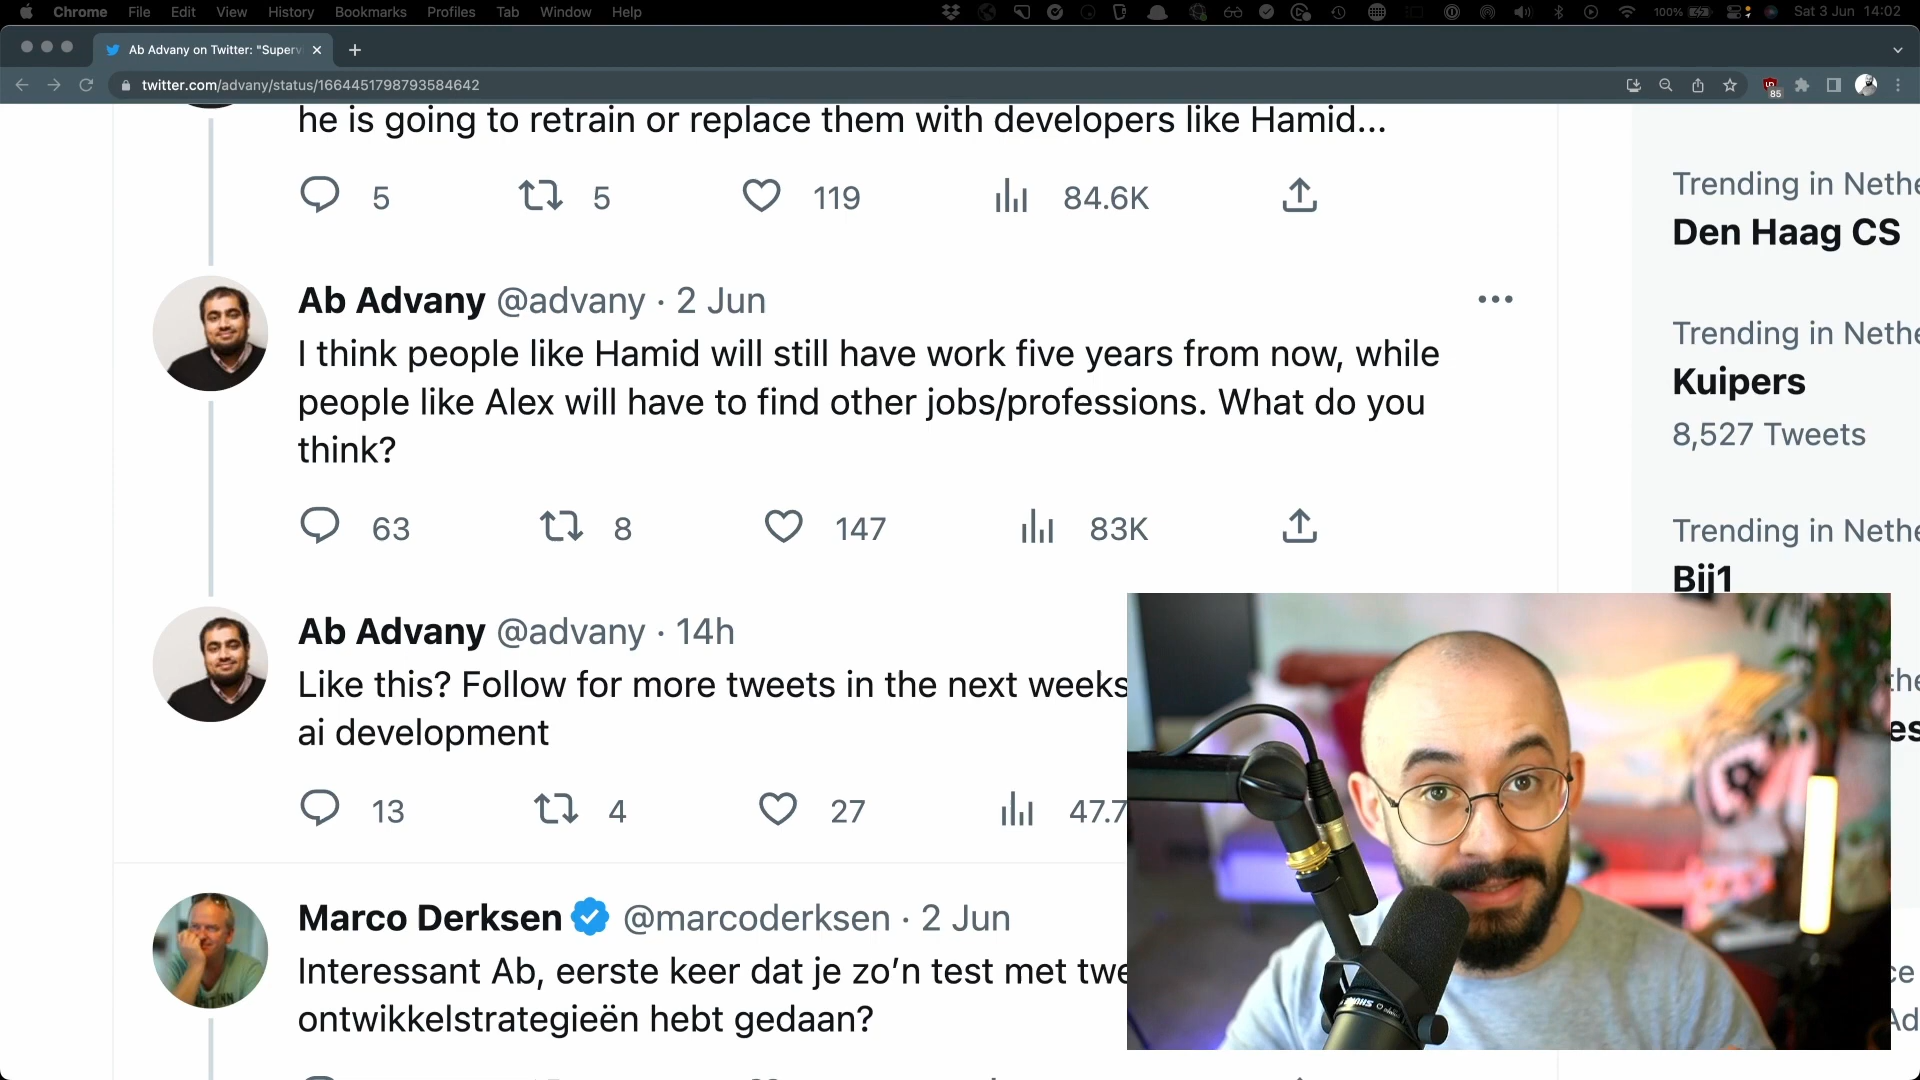 Chrome File Edit View History Bookmarks Profiles Tab Window Help 100% Sat 3 Jun 14:02
Ab Advany on Twitter: "Superv
twitter.com/advany/status/1664451798793584642
85
he is going to retrain or replace them with developers like Hamid...
5 5 119 84.6K
Ab Advany @advany · 2 Jun
I think people like Hamid will still have work five years from now, while
people like Alex will have to find other jobs/professions. What do you
think?
63 8 147 83K
Ab Advany @advany · 14h
Like this? Follow for more tweets in the next weeks
ai development
13 4 27 47.7
Marco Derksen @marcoderksen · 2 Jun
Interessant Ab, eerste keer dat je zo'n test met twe
ontwikkelstrategieën hebt gedaan?
Trending in Nethe
Den Haag CS
Trending in Nethe
Kuipers
8,527 Tweets
Trending in Nethe
Bij1
the
es
ce
Ad
SHURE